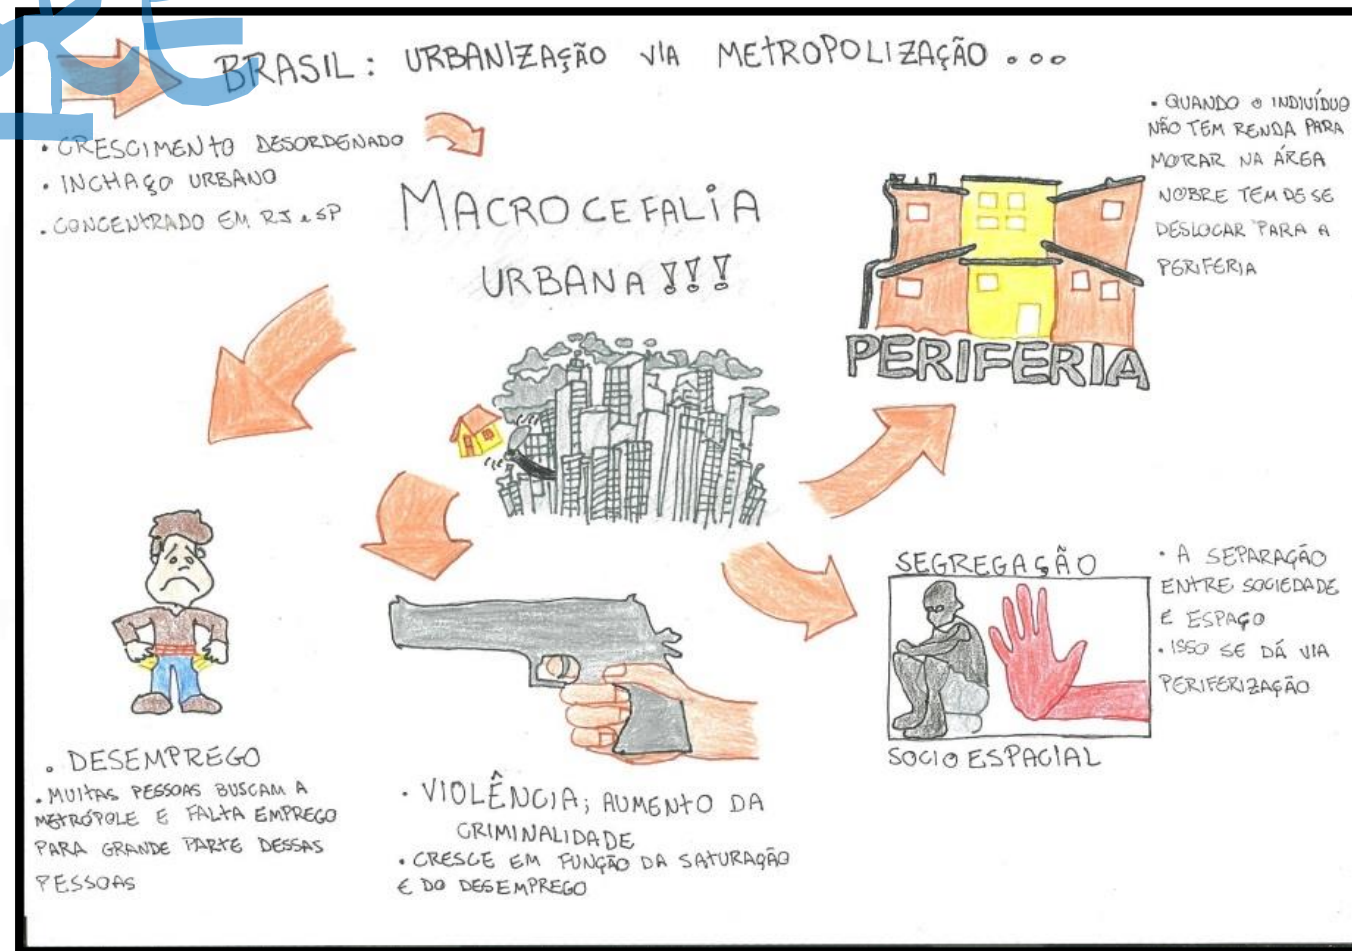 BRASIL: URBANIZAÇÃO VIA METROPOLIZAÇÃO...
• CRESCIMENTO DESORDENADO
• INCHAÇO URBANO
• CONCENTRADO EM RJ e SP
MACROCEFALIA
URBANA!!!
• QUANDO O INDIVÍDUO
NÃO TEM RENDA PARA
MORAR NA ÁREA
NOBRE TEM DE SE
DESLOCAR PARA A
PERIFERIA
PERIFERIA
SEGREGAÇÃO
SOCIO ESPACIAL
• A SEPARAÇÃO
ENTRE SOCIEDADE
E ESPAÇO
• ISSO SE DÁ VIA
PERIFERIZAÇÃO
• DESEMPREGO
• MUITAS PESSOAS BUSCAM A
METRÓPOLE E FALTA EMPREGO
PARA GRANDE PARTE DESSAS
PESSOAS
• VIOLÊNCIA; AUMENTO DA
CRIMINALIDADE
• CRESCE EM FUNÇÃO DA SATURAÇÃO
E DO DESEMPREGO